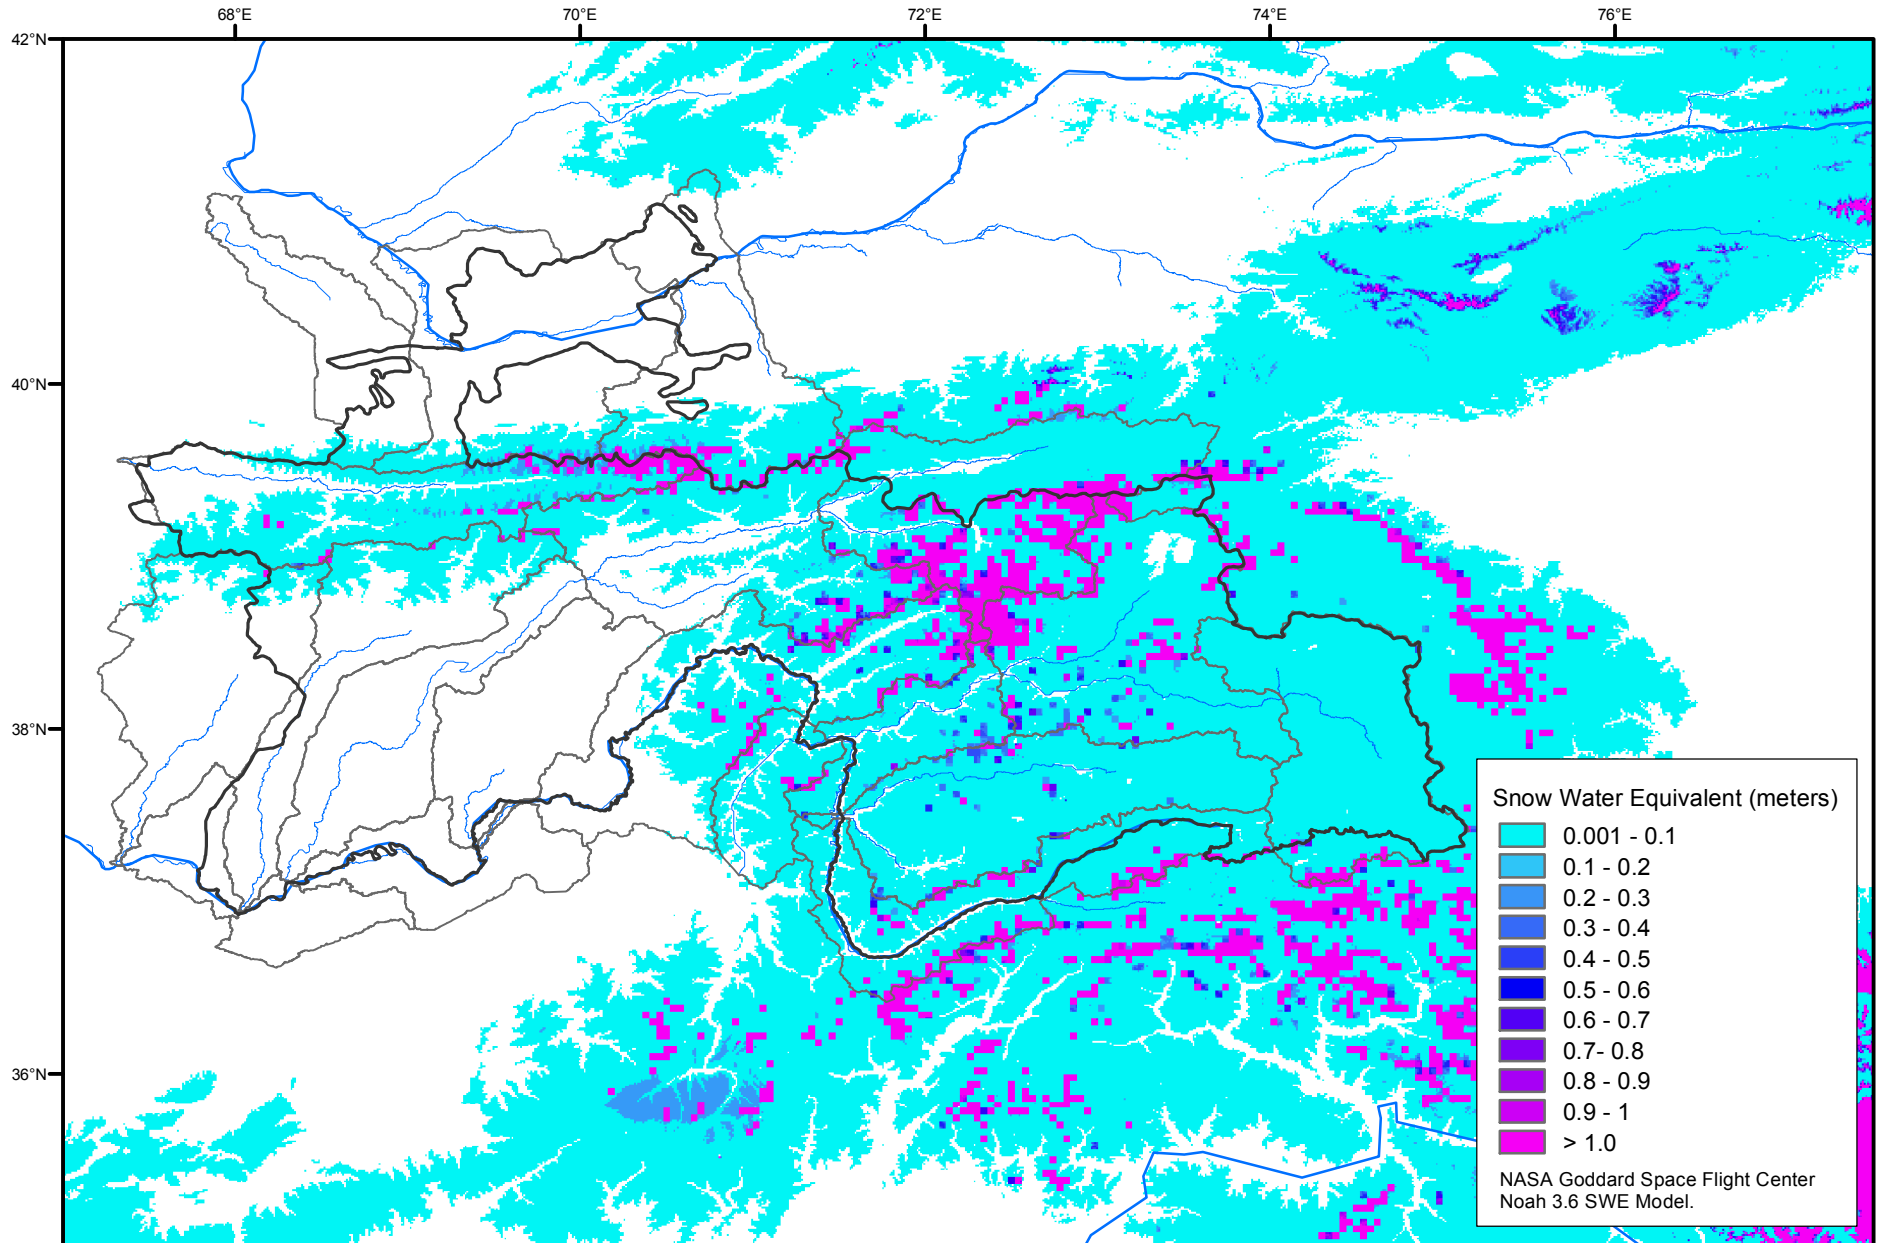 68°E
70°E
72°E
74°E
76°E
42°N
40°N
38°N
36°N
Snow Water Equivalent (meters)
0.001 - 0.1
0.1 - 0.2
0.2 - 0.3
0.3 - 0.4
0.4 - 0.5
0.5 - 0.6
0.6 - 0.7
0.7- 0.8
0.8 - 0.9
0.9 - 1
> 1.0
NASA Goddard Space Flight Center
Noah 3.6 SWE Model.